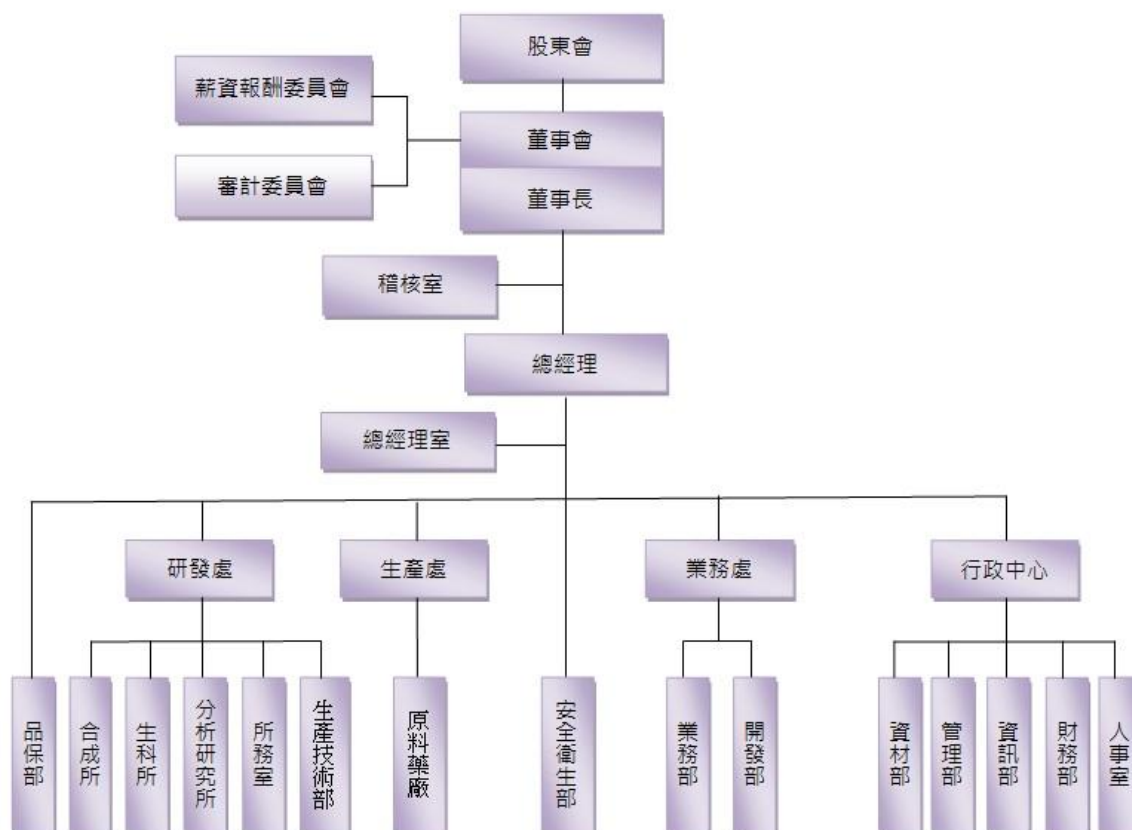 股東會
薪資報酬委員會
董事會
審計委員會
董事長
稽核室
總經理
總經理室
研發處
生產處
業務處
行政中心
品保部
合成所
生科所
分析研究所
所務室
生產技術部
原料藥廠
安全衛生部
業務部
開發部
資材部
管理部
資訊部
財務部
人事室